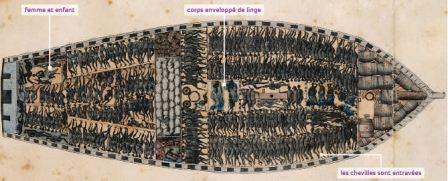 femme et enfant
corps enveloppé de linge
les chevilles sont entravées